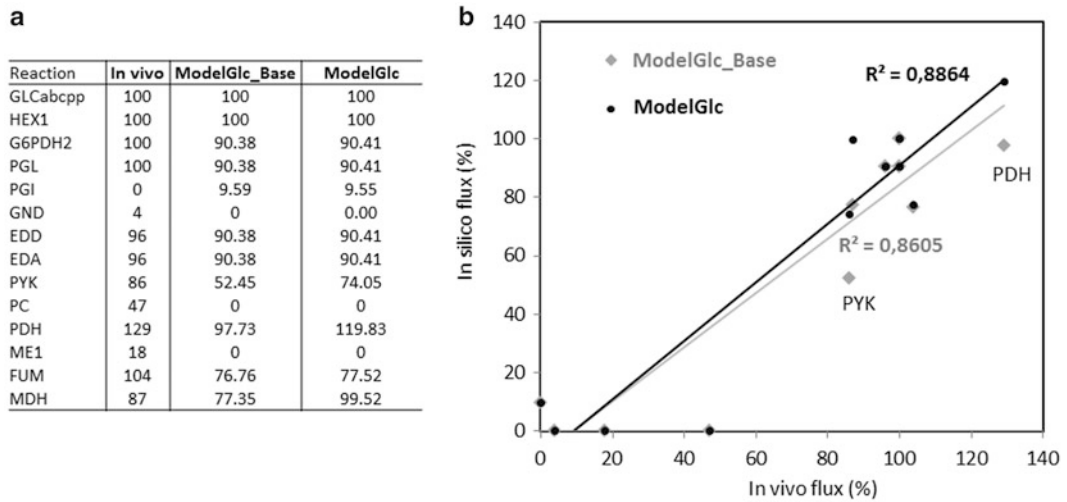 a
Reaction In vivo ModelGlc_Base ModelGlc
GLCabcpp 100 100 100
HEX1 100 100 100
G6PDH2 100 90.38 90.41
PGL 100 90.38 90.41
PGI 0 9.59 9.55
GND 4 0 0.00
EDD 96 90.38 90.41
EDA 96 90.38 90.41
PYK 86 52.45 74.05
PC 47 0 0
PDH 129 97.73 119.83
ME1 18 0 0
FUM 104 76.76 77.52
MDH 87 77.35 99.52
b
In silico flux (%)
140
120
100
80
60
40
20
0
ModelGlc_Base
ModelGlc
R² = 0,8864
PDH
R² = 0,8605
PYK
0 20 40 60 80 100 120 140
In vivo flux (%)